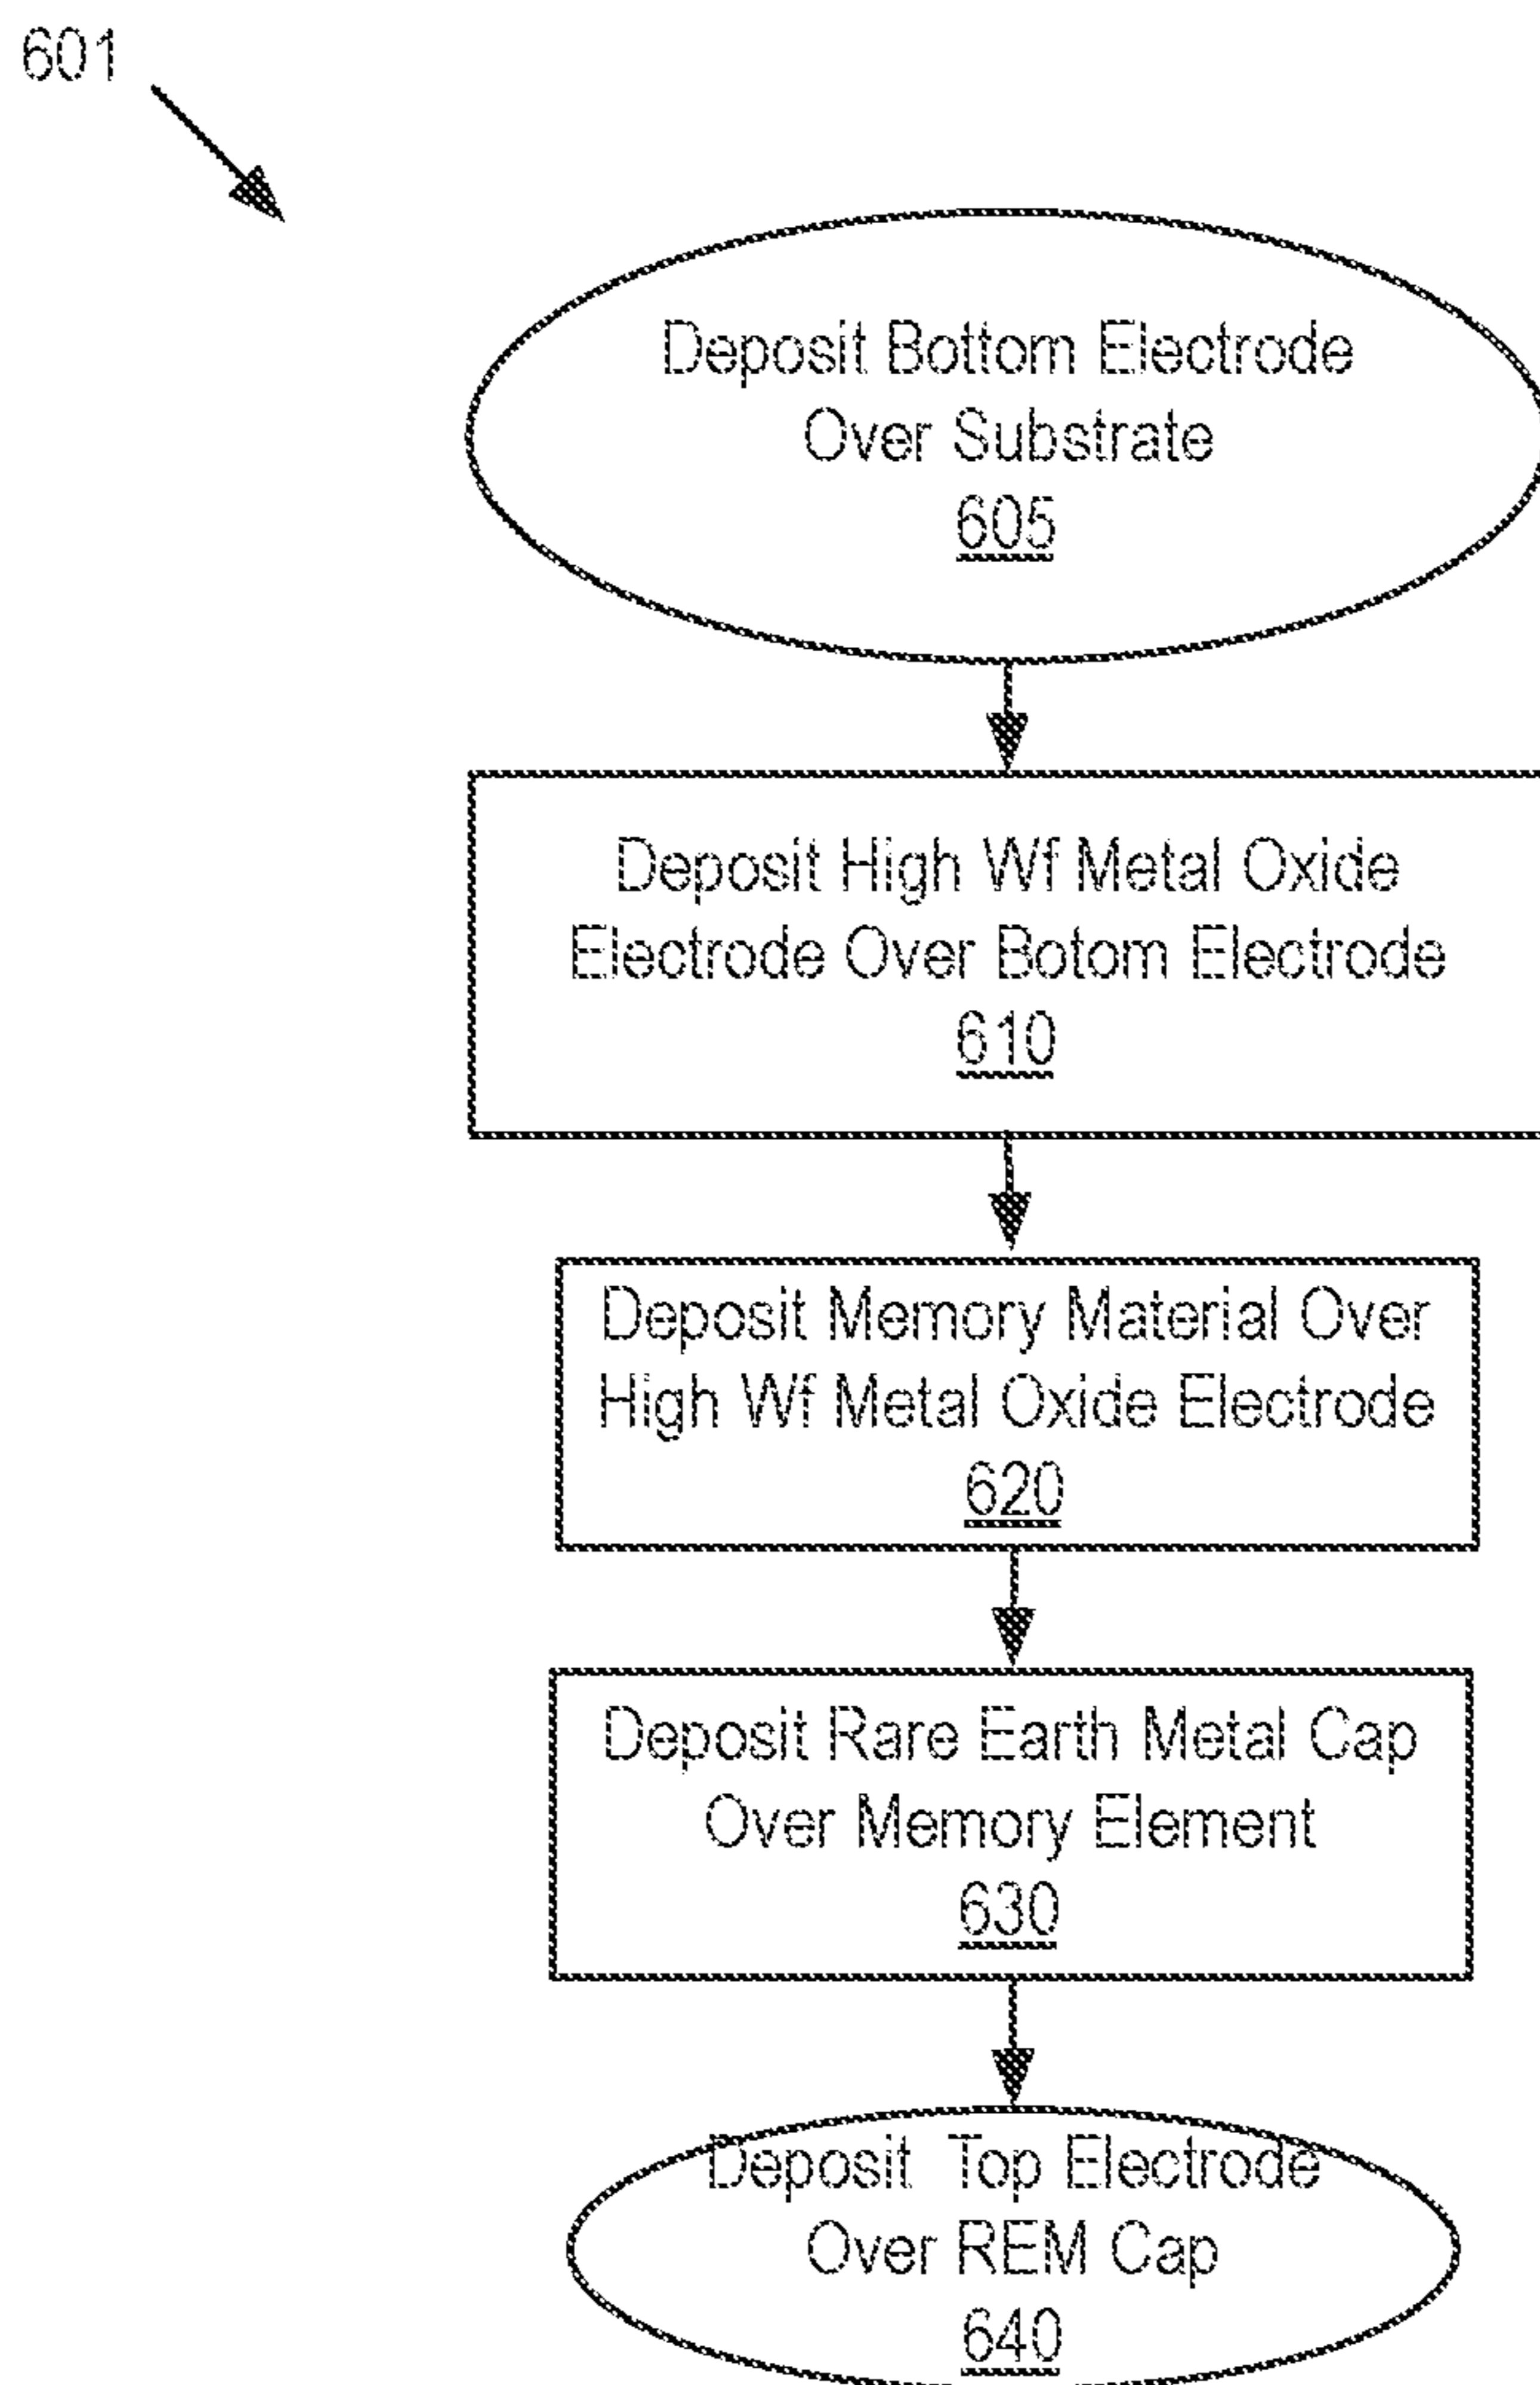 601
Deposit Bottom Electrode
Over Substrate
605
Deposit High Wf Metal Oxide
Electrode Over Botom Electrode
610
Deposit Memory Material Over
High Wf Metal Oxide Electrode
620
Deposit Rare Earth Metal Cap
Over Memory Element
630
Deposit Top Electrode
Over REM Cap
640